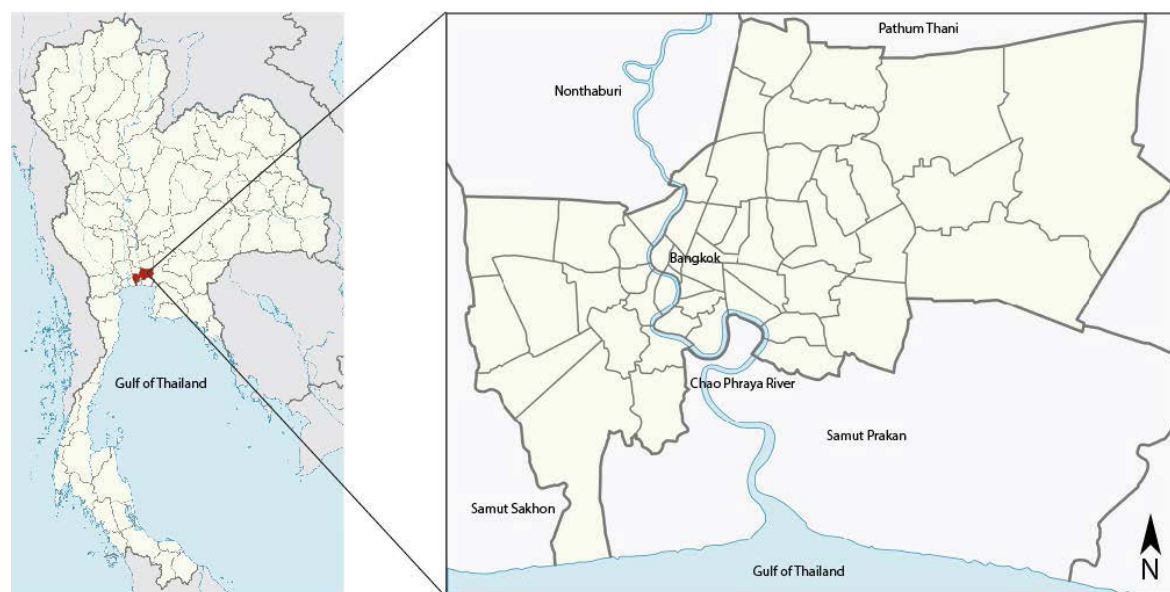 Gulf of Thailand
Pathum Thani
Nonthaburi
Bangkok
Chao Phraya River
Samut Prakan
Samut Sakhon
Gulf of Thailand
N